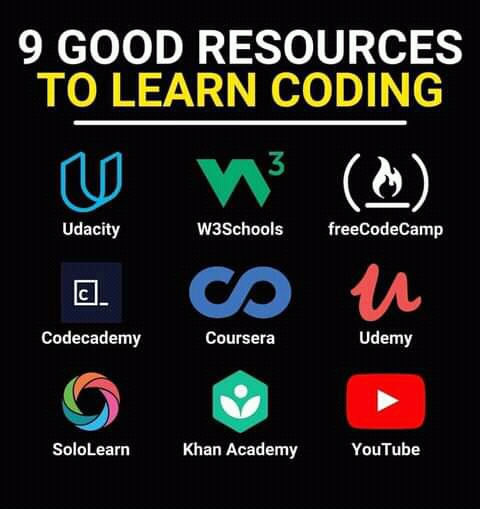 9 GOOD RESOURCES
TO LEARN CODING
Udacity
W3Schools
freeCodeCamp
Codecademy
Coursera
Udemy
SoloLearn
Khan Academy
YouTube